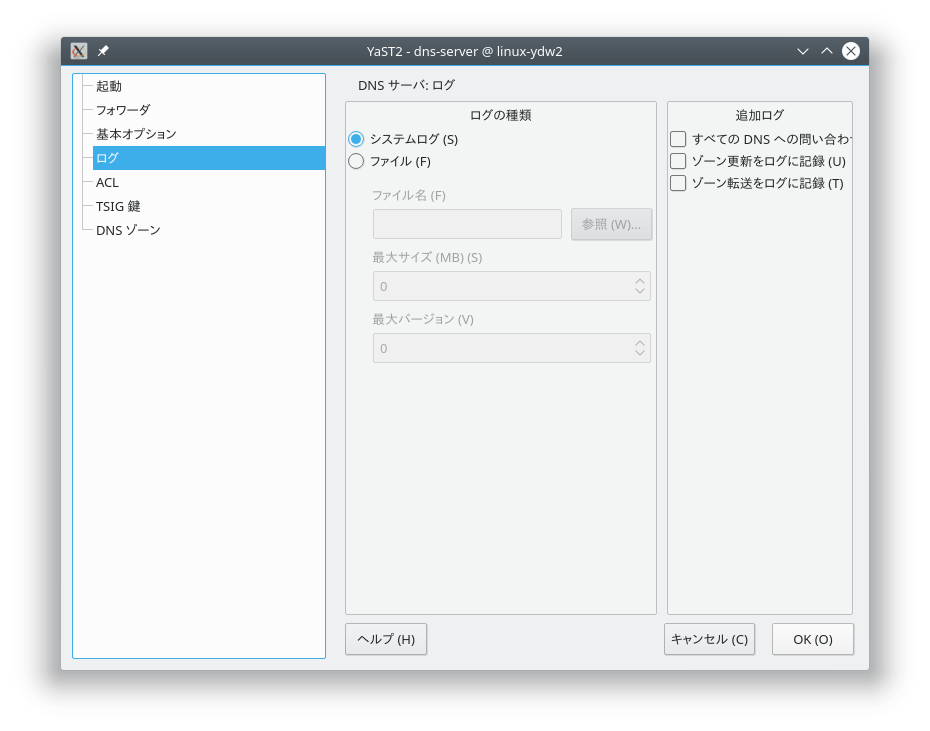 YaST2 - dns-server @ linux-ydw2
起動
フォワーダ
基本オプション
ログ
ACL
TSIG 鍵
DNS ゾーン
DNS サーバ: ログ
ログの種類
システムログ (S)
ファイル (F)
ファイル名 (F)
参照 (W)...
最大サイズ (MB) (S)
0
最大バージョン (V)
0
追加ログ
すべての DNS への問い合わ
ゾーン更新をログに記録 (U)
ゾーン転送をログに記録 (T)
ヘルプ (H)
キャンセル (C)
OK (O)